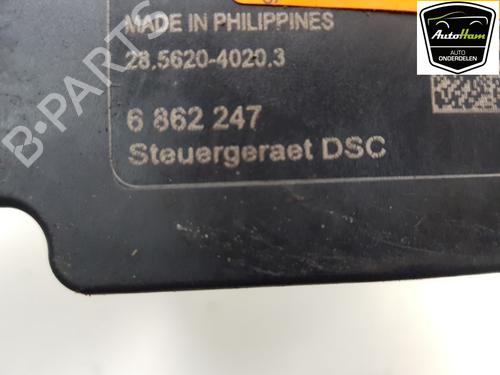 MADE IN PHILIPPINES
28.5620-4020.3
6 862 247
Steuergeraet DSC
AutoHam
AUTO
ONDERDELEN
B-PARTS